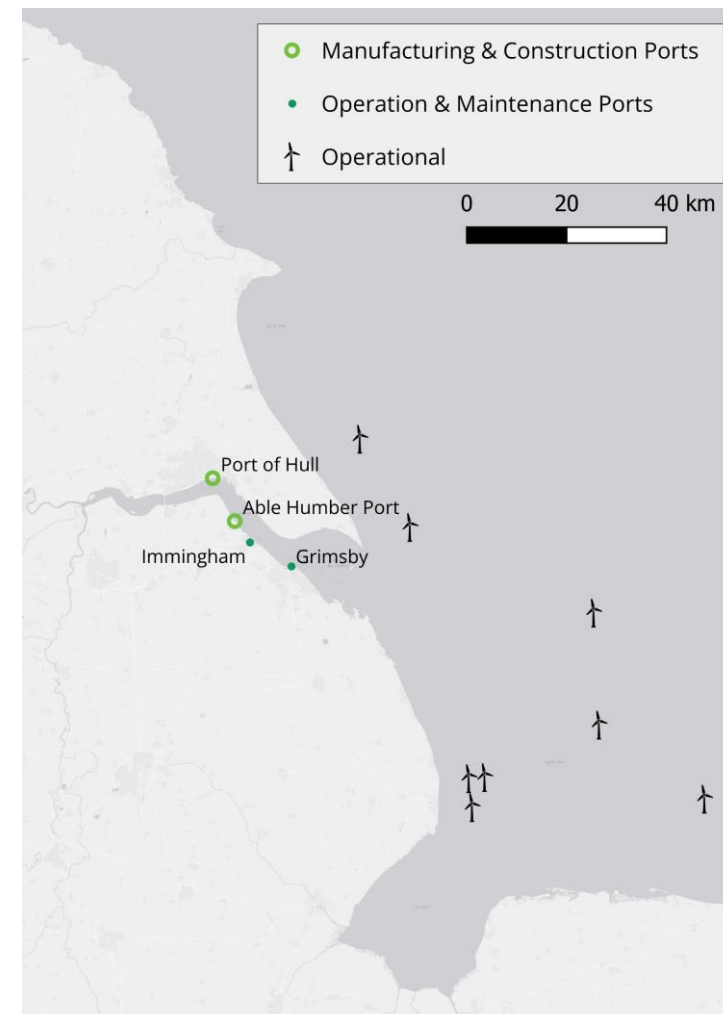 Manufacturing & Construction Ports
Operation & Maintenance Ports
Operational
0 20 40 km
Port of Hull
Able Humber Port
Immingham
Grimsby